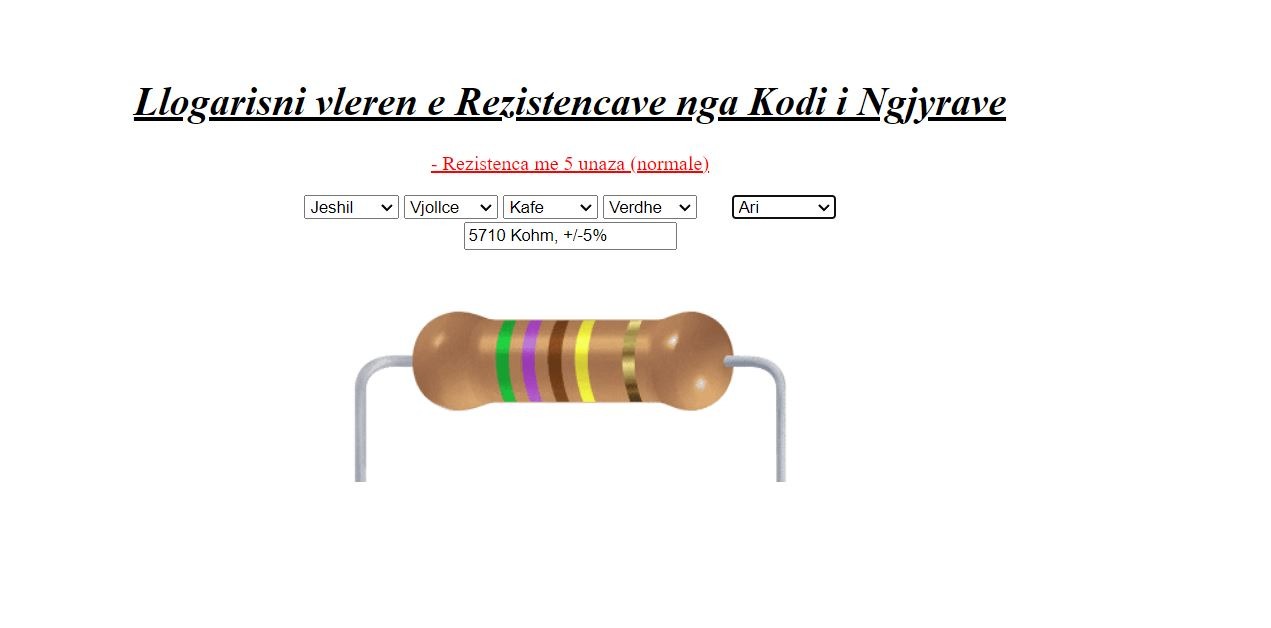 Llogarisni vleren e Rezistencave nga Kodi i Ngjyrave
- Rezistenca me 5 unaza (normale)
Jeshil Vjollce Kafe Verdhe Ari
5710 Kohm, +/-5%